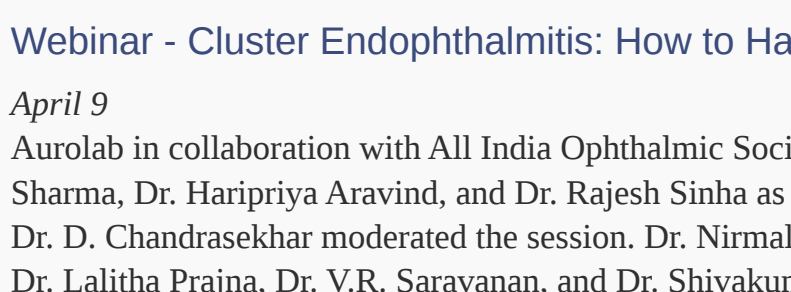 Webinar - Cluster Endophthalmitis: How to Ha
April 9
Aurolab in collaboration with All India Ophthalmic Soci
Sharma, Dr. Haripriya Aravind, and Dr. Rajesh Sinha as
Dr. D. Chandrasekhar moderated the session. Dr. Nirmal
Dr. Lalitha Prajna, Dr. V.R. Saravanan, and Dr. Shivakur